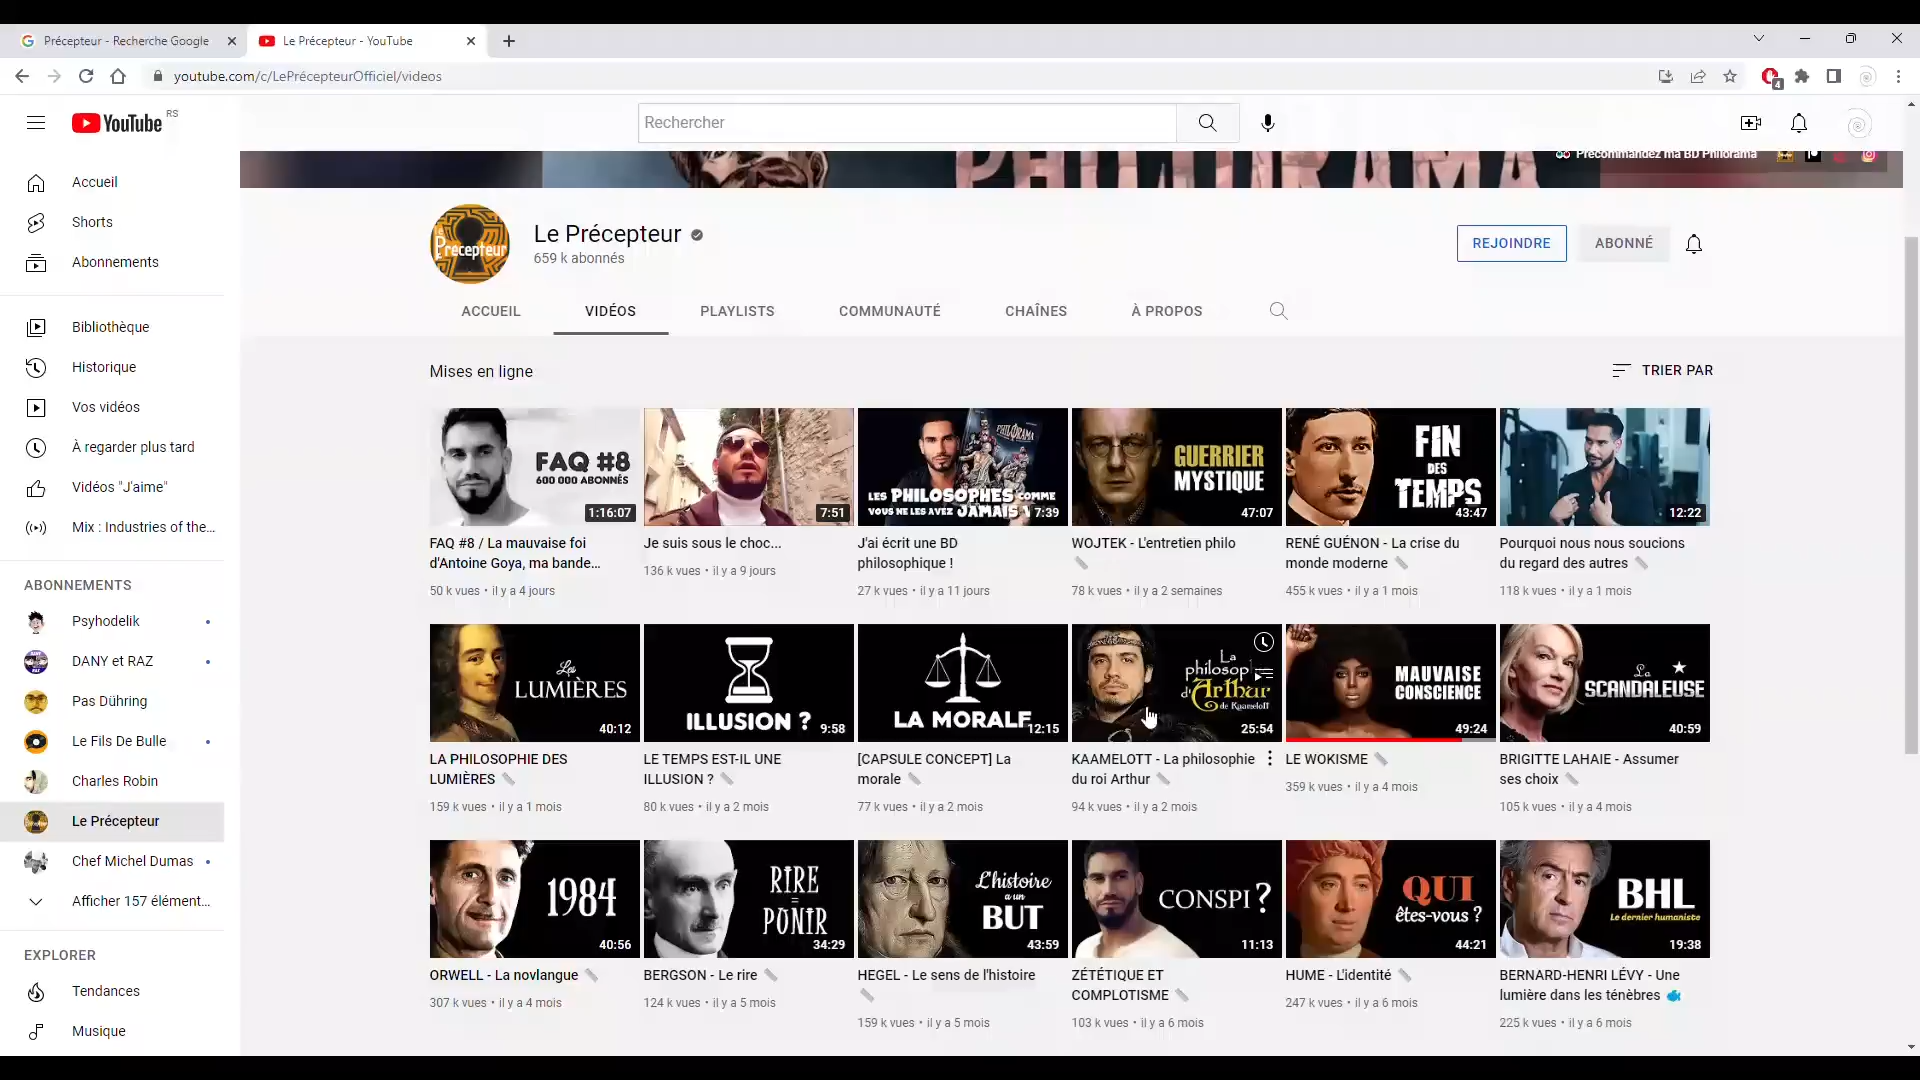 Précepteur - Recherche Google
Le Précepteur - YouTube
youtube.com/c/LePrécepteurOfficiel/videos
4
YouTube RS
Rechercher
Précommandez ma BD Philorama
PHILORAMA
Accueil
Shorts
Abonnements
Bibliothèque
Historique
Vos vidéos
À regarder plus tard
Vidéos "J'aime"
Mix : Industries of the...
ABONNEMENTS
Psyhodelik
DANY et RAZ
Pas Dühring
Le Fils De Bulle
Charles Robin
Le Précepteur
Chef Michel Dumas
Afficher 157 élément...
EXPLORER
Tendances
Musique
Précepteur
Le Précepteur
659 k abonnés
REJOINDRE
ABONNÉ
ACCUEIL
VIDÉOS
PLAYLISTS
COMMUNAUTÉ
CHAÎNES
À PROPOS
Mises en ligne
TRIER PAR
FAQ #8
600 000 ABONNÉS
1:16:07
FAQ #8 / La mauvaise foi
d'Antoine Goya, ma bande...
50 k vues • il y a 4 jours
7:51
Je suis sous le choc...
136 k vues • il y a 9 jours
PHILORAMA
LES PHILOSOPHES COMME
VOUS NE LES AVEZ JAMAIS V
7:39
J'ai écrit une BD
philosophique !
27 k vues • il y a 11 jours
GUERRIER
MYSTIQUE
47:07
WOJTEK - L'entretien philo
78 k vues • il y a 2 semaines
FIN
DES
TEMPS
43:47
RENÉ GUÉNON - La crise du
monde moderne
455 k vues • il y a 1 mois
12:22
Pourquoi nous nous soucions
du regard des autres
118 k vues • il y a 1 mois
Les
LUMIÈRES
40:12
LA PHILOSOPHIE DES
LUMIÈRES
159 k vues • il y a 1 mois
ILLUSION ?
9:58
LE TEMPS EST-IL UNE
ILLUSION ?
80 k vues • il y a 2 mois
LA MORALE
12:15
[CAPSULE CONCEPT] La
morale
77 k vues • il y a 2 mois
La
philosop
d'Arthur
de Kaamelott
25:54
KAAMELOTT - La philosophie
du roi Arthur
94 k vues • il y a 2 mois
MAUVAISE
CONSCIENCE
49:24
LE WOKISME
359 k vues • il y a 4 mois
La
SCANDALEUSE
40:59
BRIGITTE LAHAIE - Assumer
ses choix
105 k vues • il y a 4 mois
1984
40:56
ORWELL - La novlangue
307 k vues • il y a 4 mois
RIRE
=
PUNIR
34:29
BERGSON - Le rire
124 k vues • il y a 5 mois
L'histoire
a un
BUT
43:59
HEGEL - Le sens de l'histoire
159 k vues • il y a 5 mois
CONSPI ?
11:13
ZÉTÉTIQUE ET
COMPLOTISME
103 k vues • il y a 6 mois
QUI
êtes-vous ?
44:21
HUME - L'identité
247 k vues • il y a 6 mois
BHL
Le dernier humaniste
19:38
BERNARD-HENRI LÉVY - Une
lumière dans les ténèbres
225 k vues • il y a 6 mois